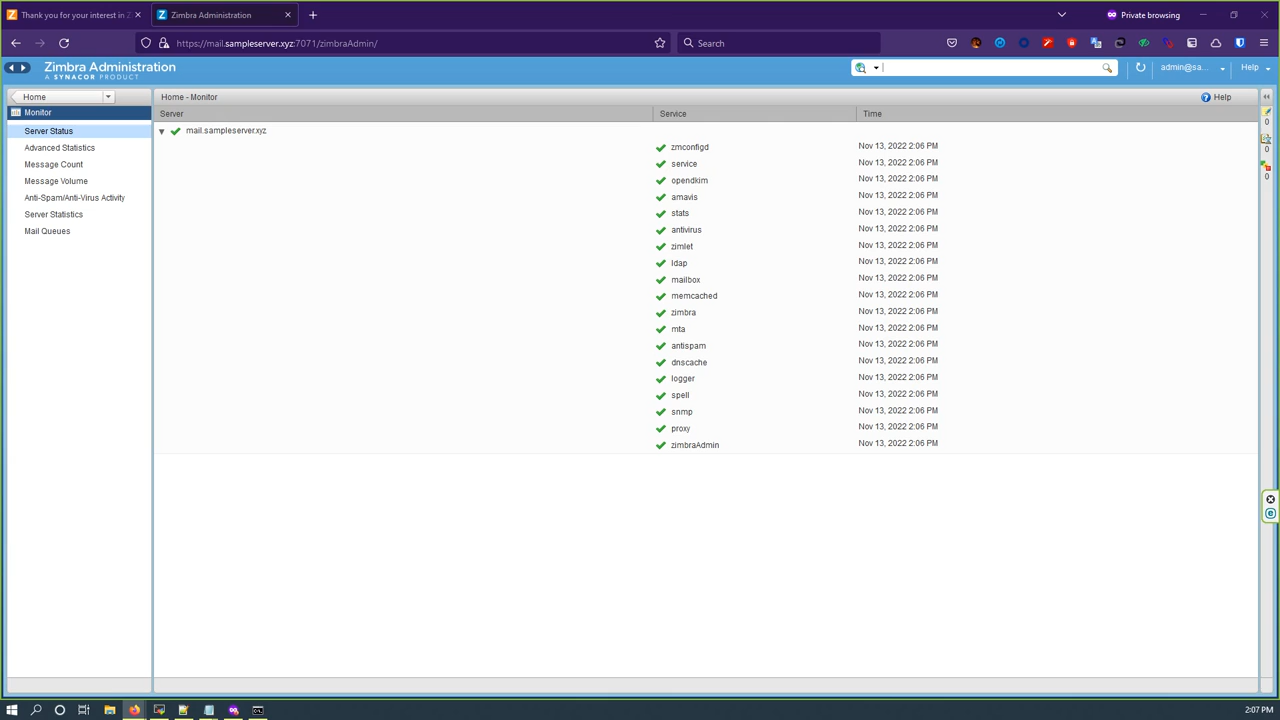 Thank you for your interest in Z
Zimbra Administration
https://mail.sampleserver.xyz:7071/zimbraAdmin/
Search
Private browsing
Zimbra Administration
A SYNACOR PRODUCT
admin@sa...
Help
Home
Home - Monitor
Help
Monitor
Server
Service
Time
Server Status
Advanced Statistics
Message Count
Message Volume
Anti-Spam/Anti-Virus Activity
Server Statistics
Mail Queues
mail.sampleserver.xyz
zmconfigd Nov 13, 2022 2:06 PM
service Nov 13, 2022 2:06 PM
opendkim Nov 13, 2022 2:06 PM
amavis Nov 13, 2022 2:06 PM
stats Nov 13, 2022 2:06 PM
antivirus Nov 13, 2022 2:06 PM
zimlet Nov 13, 2022 2:06 PM
ldap Nov 13, 2022 2:06 PM
mailbox Nov 13, 2022 2:06 PM
memcached Nov 13, 2022 2:06 PM
zimbra Nov 13, 2022 2:06 PM
mta Nov 13, 2022 2:06 PM
antispam Nov 13, 2022 2:06 PM
dnscache Nov 13, 2022 2:06 PM
logger Nov 13, 2022 2:06 PM
spell Nov 13, 2022 2:06 PM
snmp Nov 13, 2022 2:06 PM
proxy Nov 13, 2022 2:06 PM
zimbraAdmin Nov 13, 2022 2:06 PM
0
0
0
2:07 PM